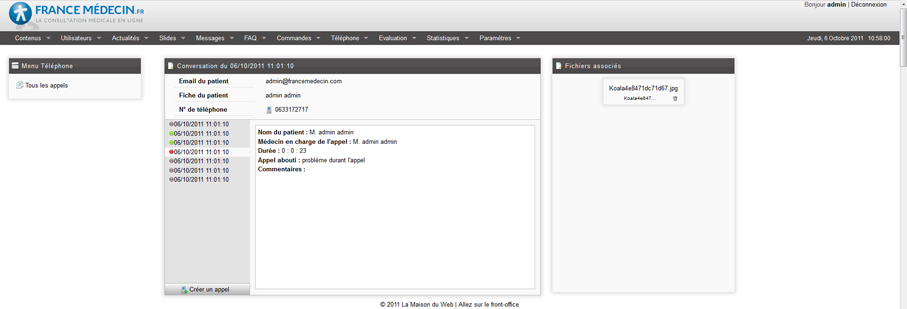 Bonjour admin | Déconnexion
FRANCE MÉDECIN.FR
LA CONSULTATION MÉDICALE EN LIGNE
Contenus Utilisateurs Actualités Slides Messages FAQ Commandes Téléphone Evaluation Statistiques Paramètres Jeudi, 6 Octobre 2011 10:58:00
Menu Téléphone
Tous les appels
Conversation du 06/10/2011 11:01:10
Email du patient admin@francemedecin.com
Fiche du patient admin admin
N° de téléphone 0633172717
06/10/2011 11:01:10
06/10/2011 11:01:10
06/10/2011 11:01:10
06/10/2011 11:01:10
06/10/2011 11:01:10
06/10/2011 11:01:10
06/10/2011 11:01:10
Créer un appel
Nom du patient : M. admin admin
Médecin en charge de l'appel : M. admin admin
Durée : 0 : 0 : 23
Appel abouti : problème durant l'appel
Commentaires :
Fichiers associés
Koala4e8471dc71d67.jpg
Koala4e847...
© 2011 La Maison du Web | Allez sur le front-office